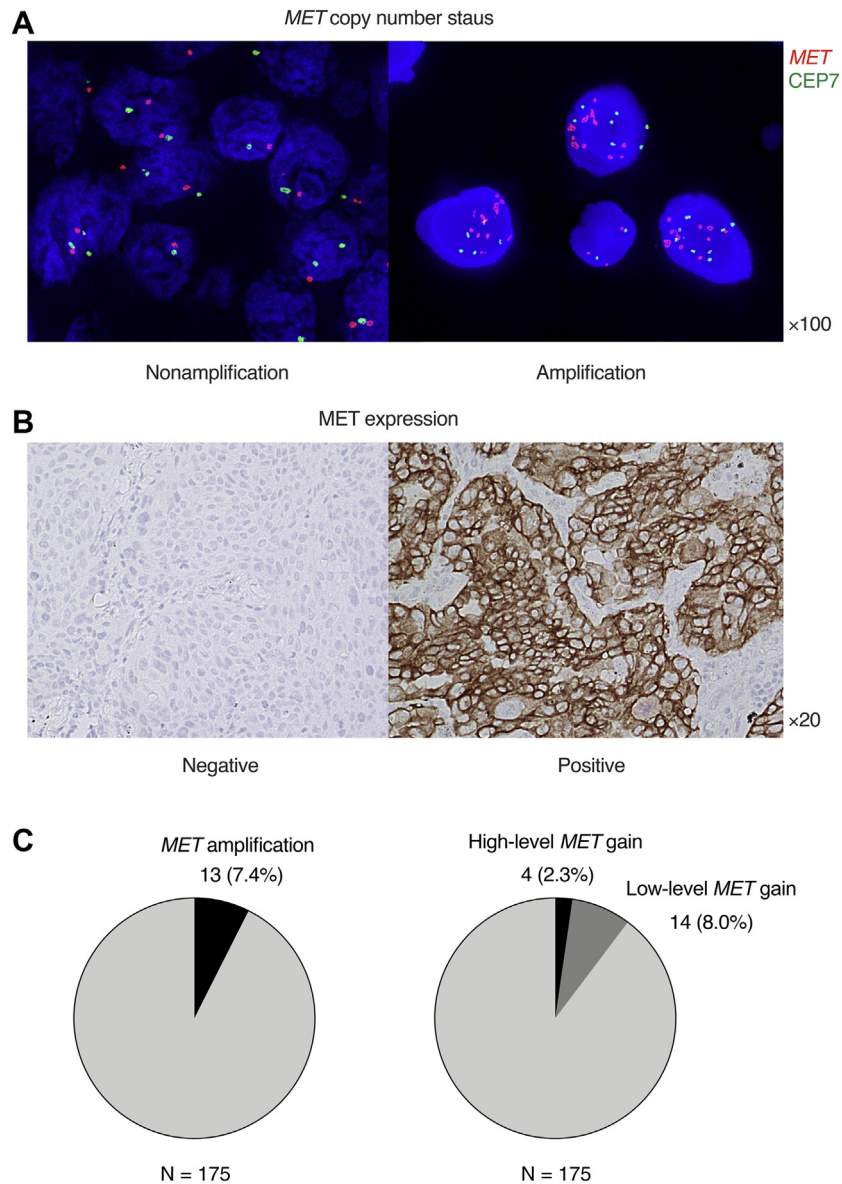 A
MET copy number staus
MET
CEP7
×100
Nonamplification
Amplification
B
MET expression
×20
Negative
Positive
C
MET amplification
13 (7.4%)
High-level MET gain
4 (2.3%)
Low-level MET gain
14 (8.0%)
N = 175
N = 175